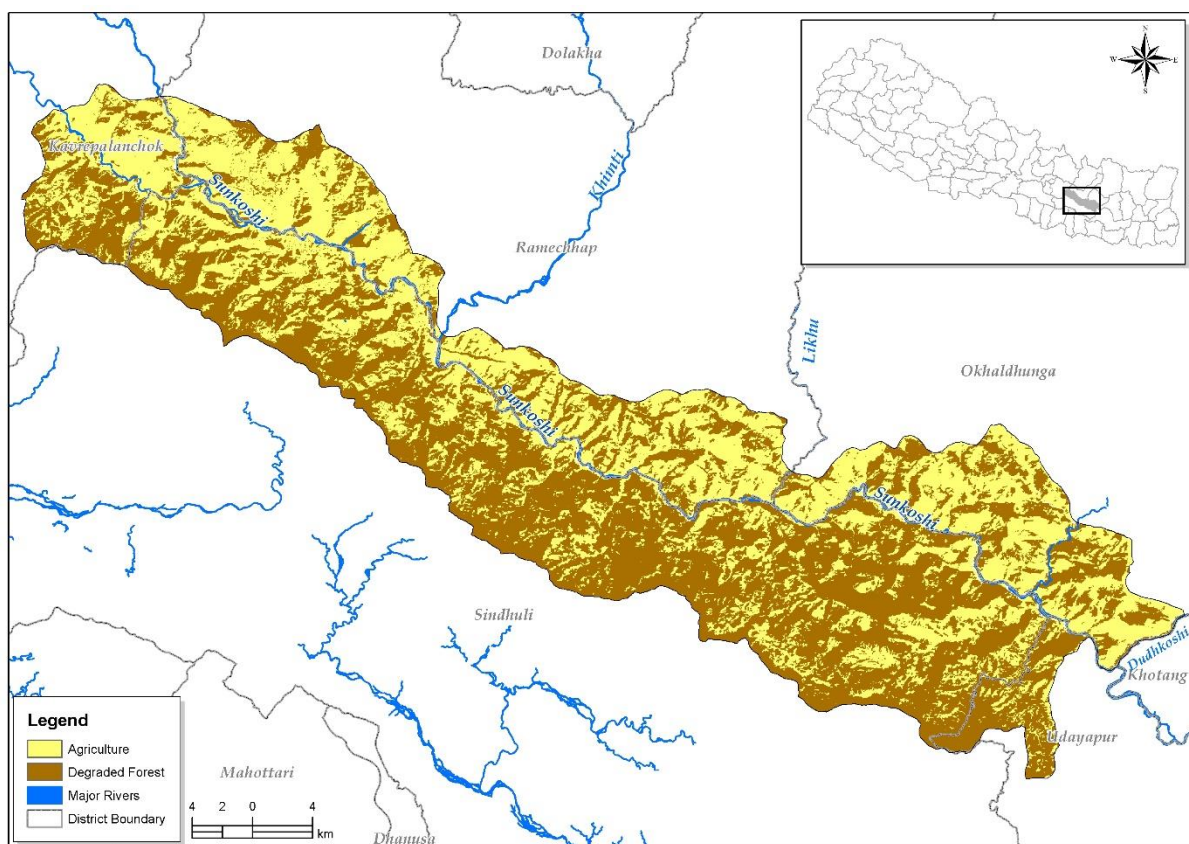 Dolakha
N
W
E
S
Kavrepalanchok
Sunkoshi
Khimti
Ramechhap
Likhu
Okhaldhunga
Sunkoshi
Sunkoshi
Sindhuli
Dudhkoshi
Khotang
Udayapur
Mahottari
Dhanusa
Legend
Agriculture
Degraded Forest
Major Rivers
District Boundary
4 2 0 4
km